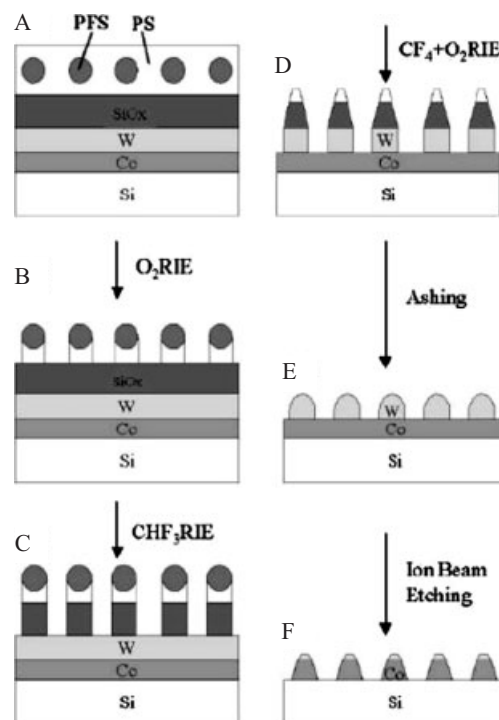 A
PFS PS
SiOx
W
Co
Si
O₂RIE
B
SiOx
W
Co
Si
CHF₃RIE
C
W
Co
Si
D
CF₄+O₂RIE
W
Co
Si
Ashing
E
W
Co
Si
Ion Beam
Etching
F
Co
Si